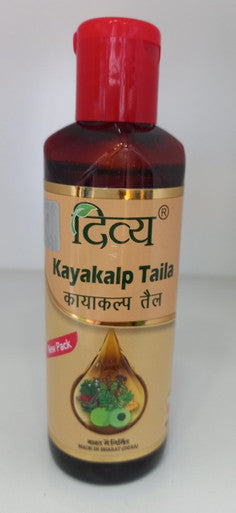 दिव्य®
Kayakalp Taila
कायाकल्प तैल
New Pack
भारत में निर्मित
MADE IN BHARAT (INDIA)